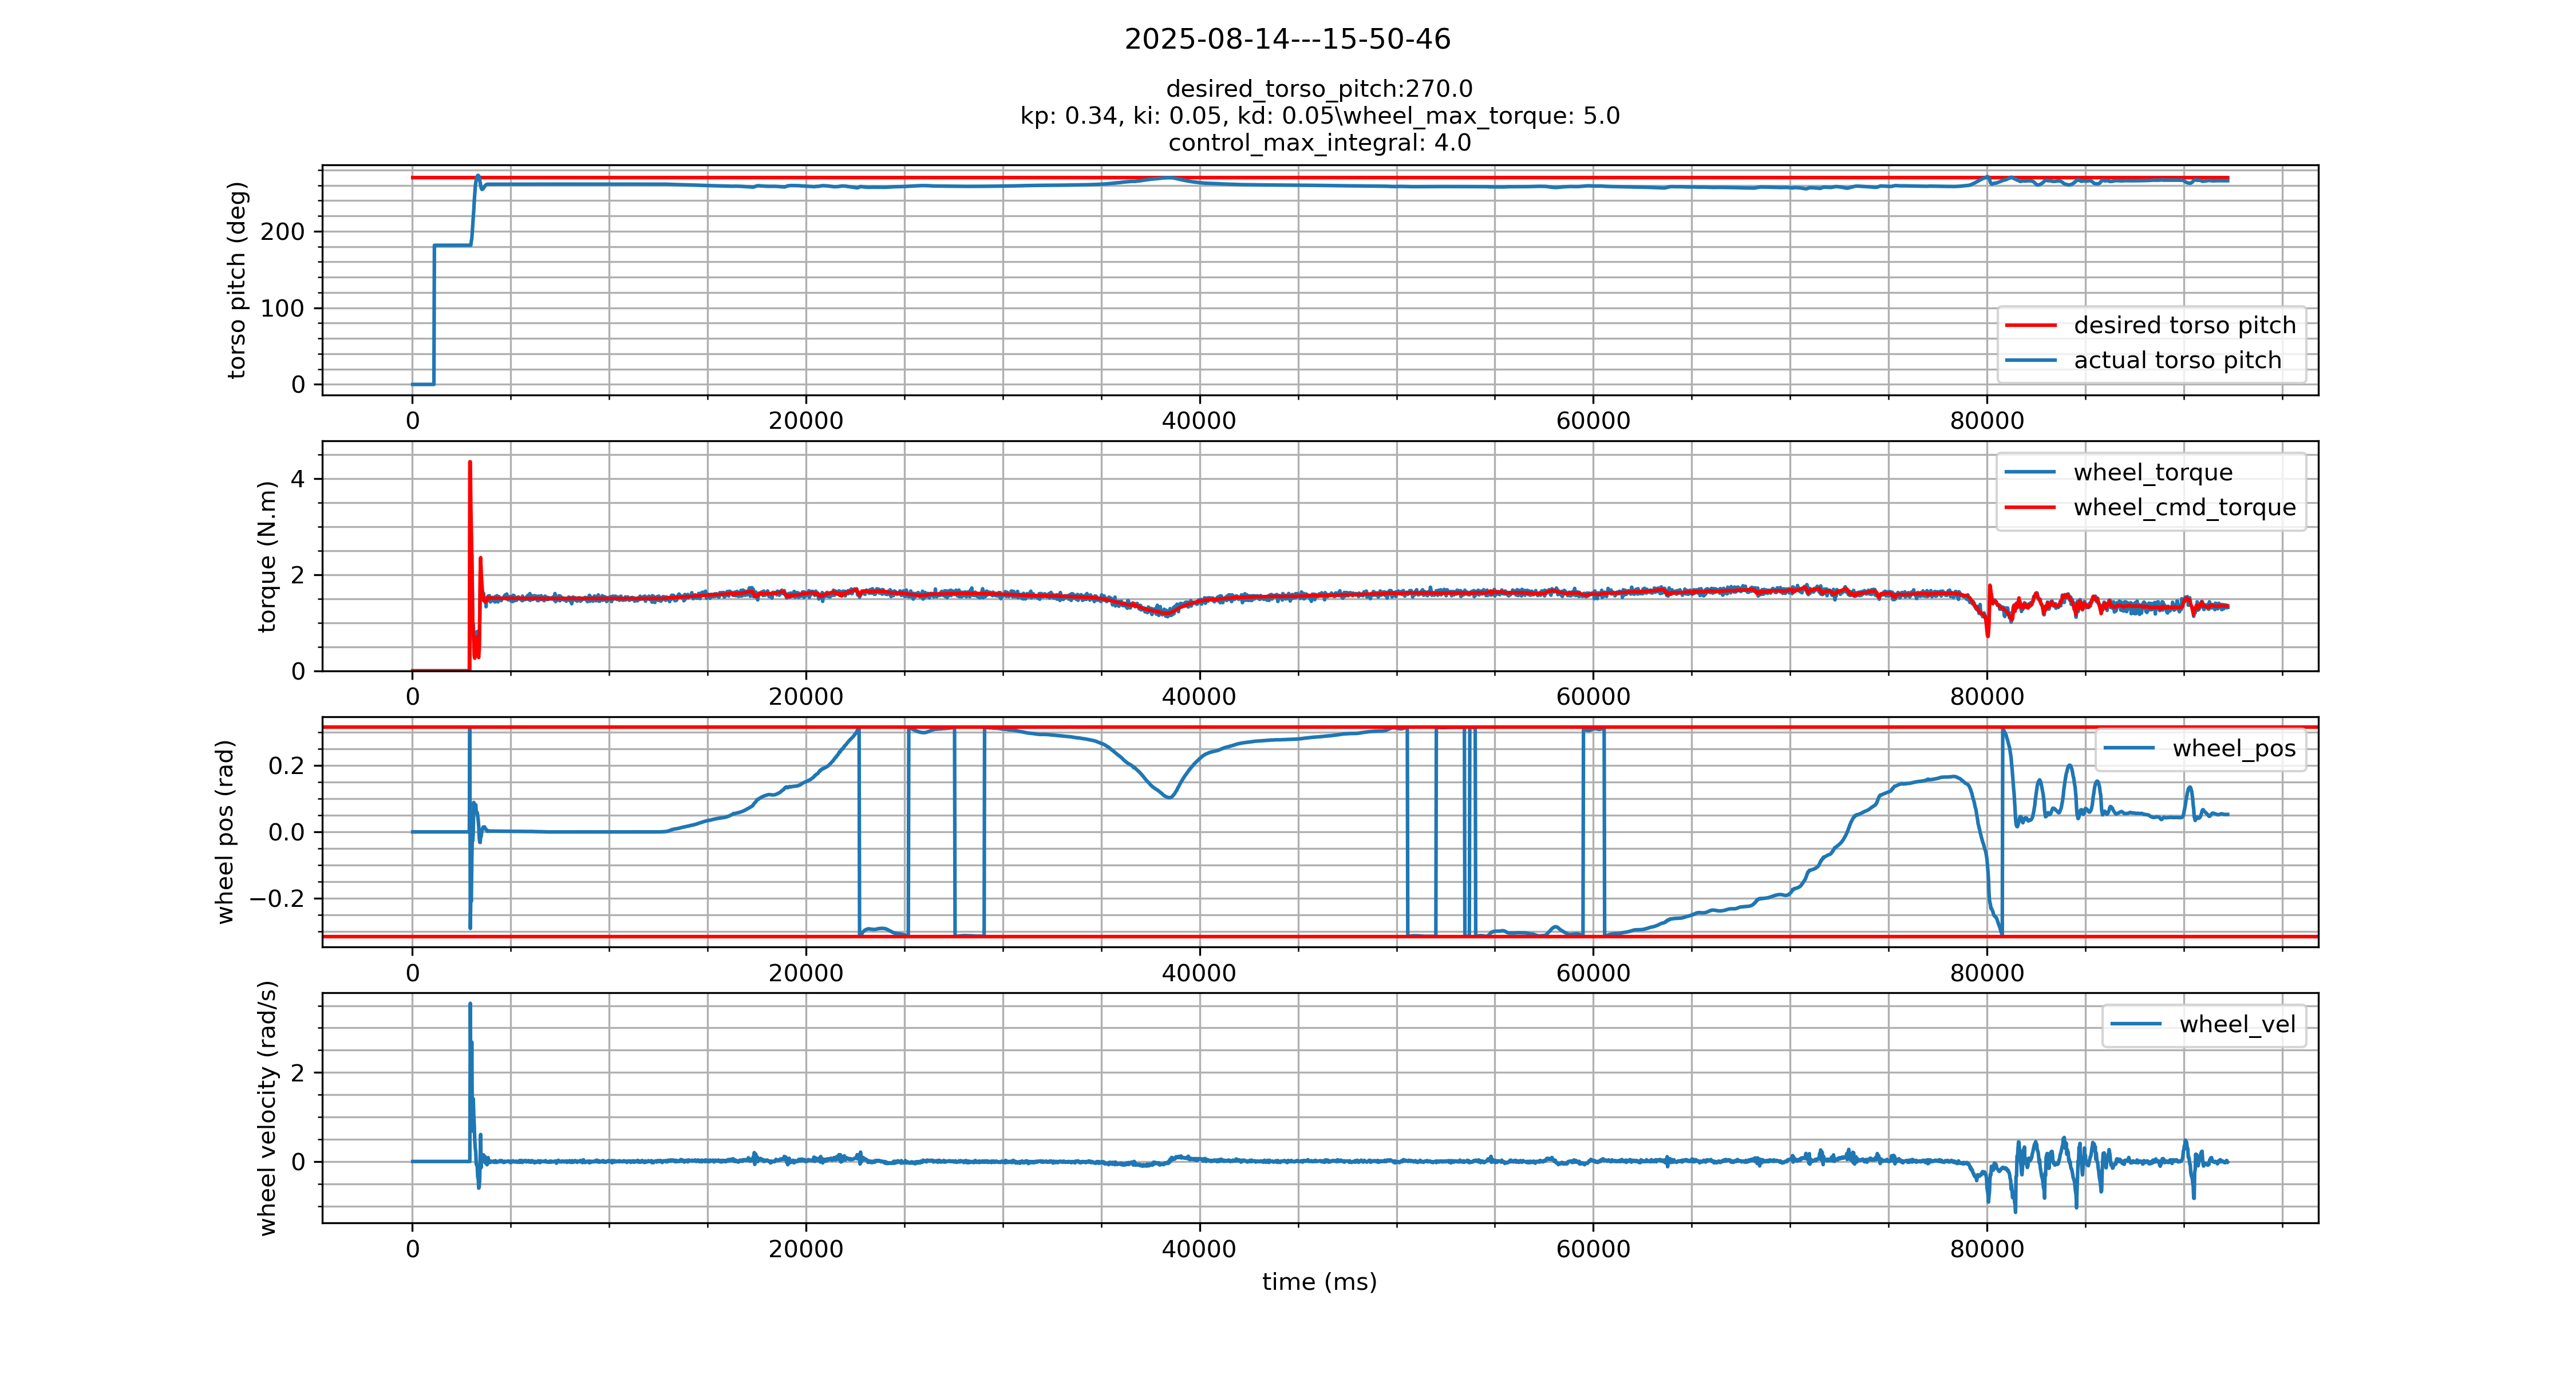 2025-08-14---15-50-46
desired_torso_pitch:270.0
kp: 0.34, ki: 0.05, kd: 0.05\wheel_max_torque: 5.0
control_max_integral: 4.0
torso pitch (deg)
200
100
0
desired torso pitch
actual torso pitch
0 20000 40000 60000 80000
torque (N.m)
4
2
0
wheel_torque
wheel_cmd_torque
0 20000 40000 60000 80000
wheel pos (rad)
0.2
0.0
−0.2
wheel_pos
0 20000 40000 60000 80000
wheel velocity (rad/s)
2
0
wheel_vel
0 20000 40000 60000 80000
time (ms)